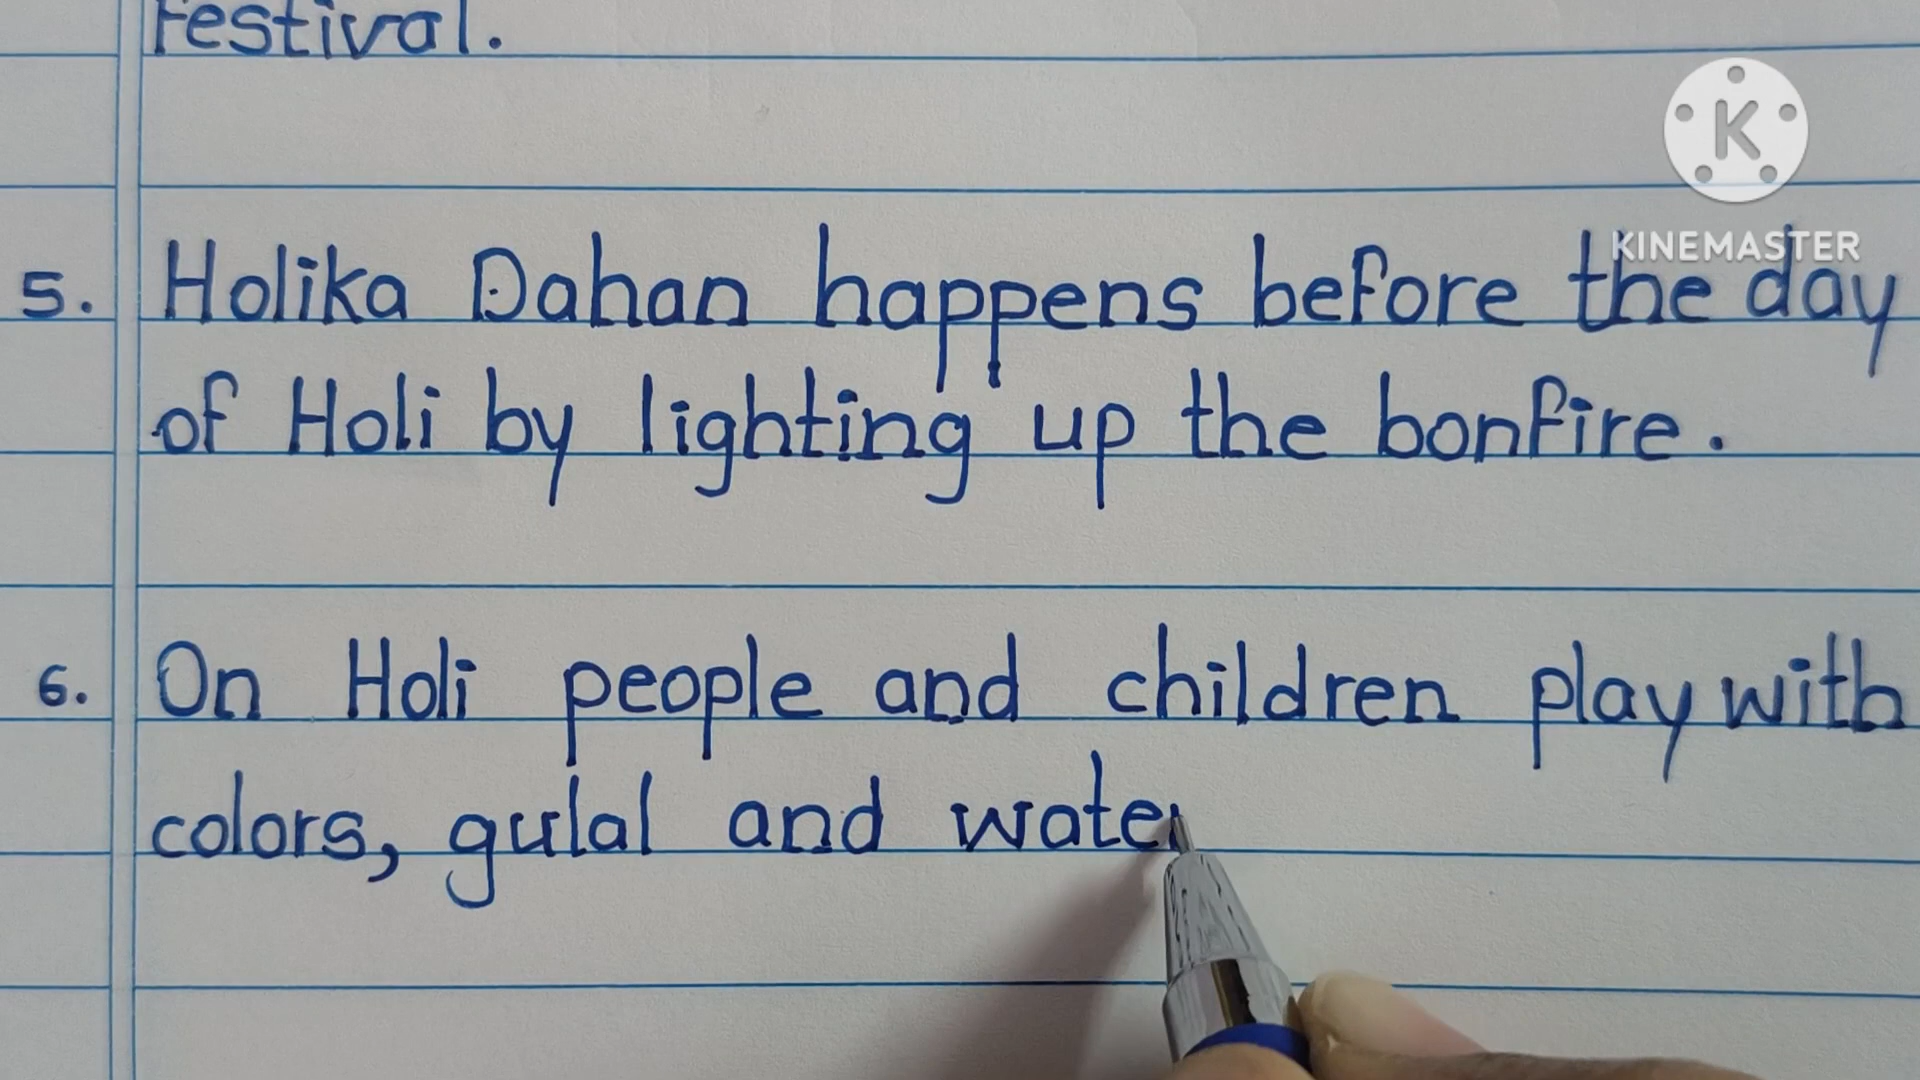 festival.
KINEMASTER
5. Holika Dahan happens before the day
of Holi by lighting up the bonfire.
6. On Holi people and children play with
colors, gulal and water